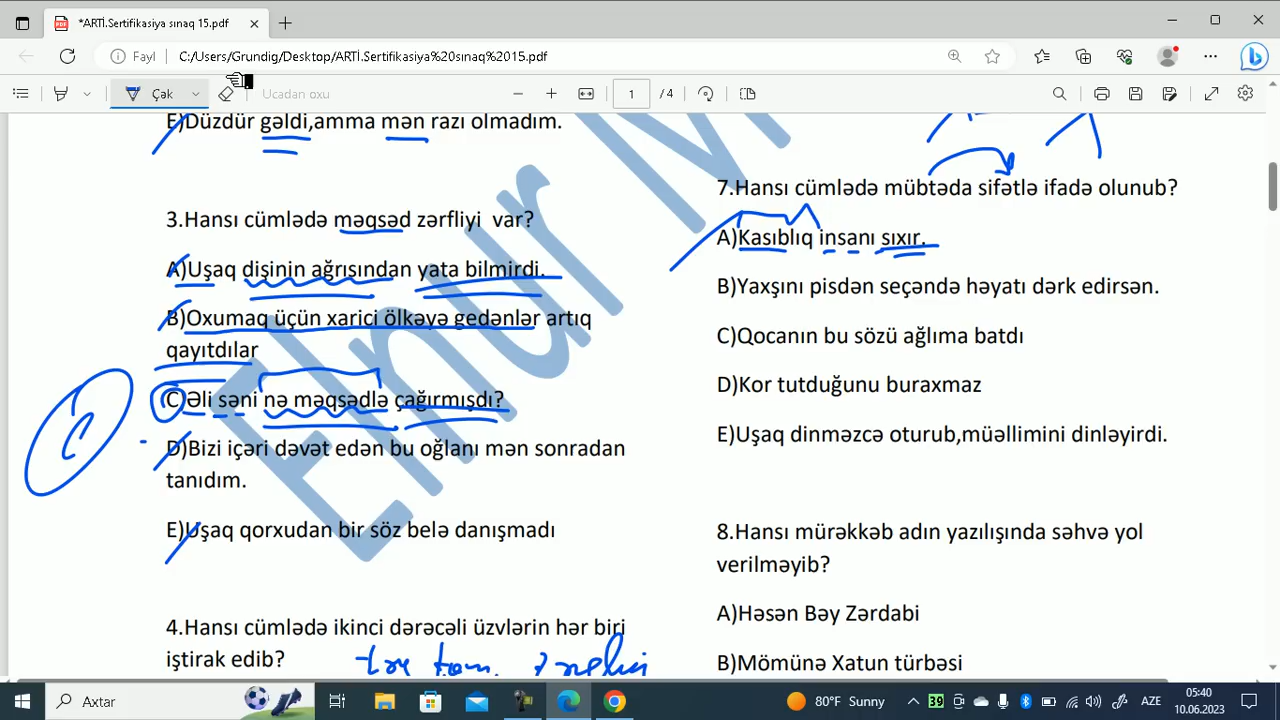 *ARTİ.Sertifikasiya sınaq 15.pdf
Fayl
C:/Users/Grundig/Desktop/ARTİ.Sertifikasiya%20sınaq%2015.pdf
Çək
Ucadan oxu
1 / 4
E)Düzdür gəldi,amma mən razı olmadım.
3.Hansı cümlədə məqsəd zərfliyi var?
A)Uşaq dişinin ağrısından yata bilmirdi.
B)Oxumaq üçün xarici ölkəyə gedənlər artıq
qayıtdılar
C)Əli səni nə məqsədlə çağırmışdı?
D)Bizi içəri dəvət edən bu oğlanı mən sonradan
tanıdım.
E)Uşaq qorxudan bir söz belə danışmadı
4.Hansı cümlədə ikinci dərəcəli üzvlərin hər biri
iştirak edib?
C
7.Hansı cümlədə mübtəda sifətlə ifadə olunub?
A)Kasıblıq insanı sıxır.
B)Yaxşını pisdən seçəndə həyatı dərk edirsən.
C)Qocanın bu sözü ağlıma batdı
D)Kor tutduğunu buraxmaz
E)Uşaq dinməzcə oturub,müəllimini dinləyirdi.
8.Hansı mürəkkəb adın yazılışında səhvə yol
verilməyib?
A)Həsən Bəy Zərdabi
B)Mömünə Xatun türbəsi
Elnur M
Axtar
80°F Sunny
39
AZE
05:40
10.06.2023